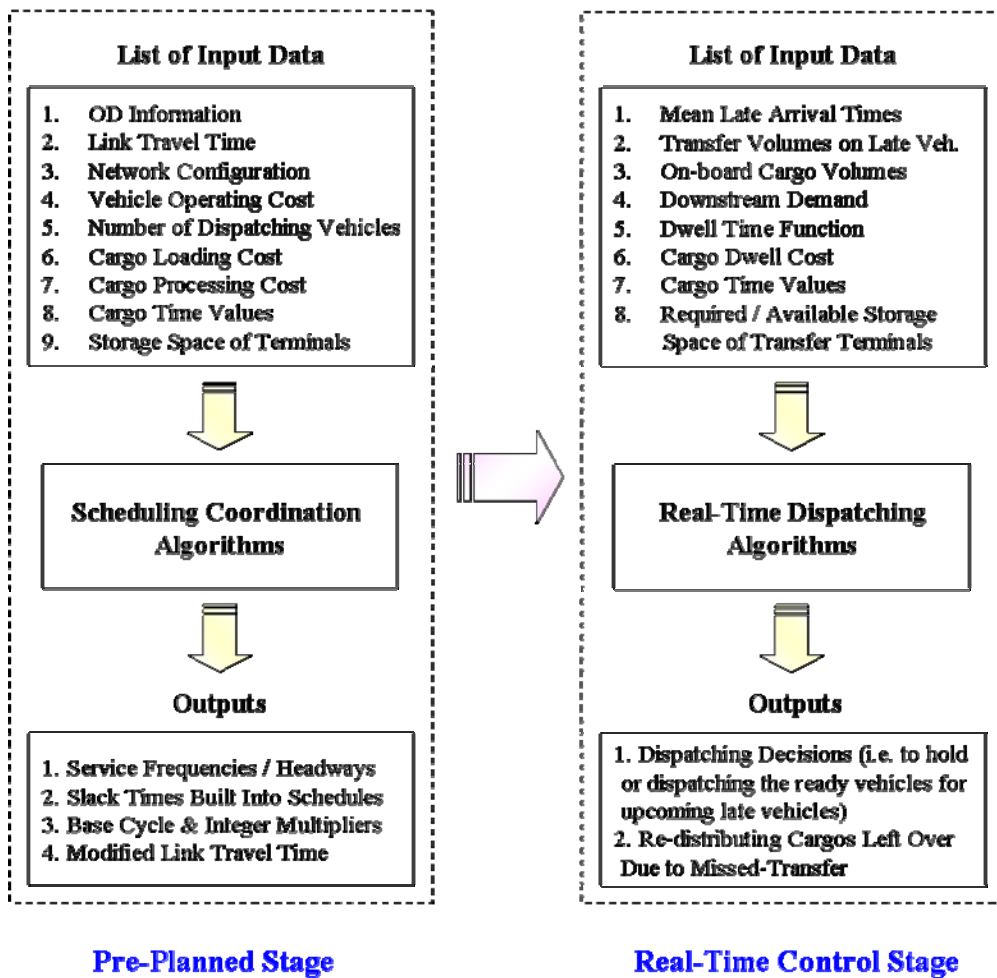 List of Input Data
1. OD Information
2. Link Travel Time
3. Network Configuration
4. Vehicle Operating Cost
5. Number of Dispatching Vehicles
6. Cargo Loading Cost
7. Cargo Processing Cost
8. Cargo Time Values
9. Storage Space of Terminals
Scheduling Coordination
Algorithms
Outputs
1. Service Frequencies / Headways
2. Slack Times Built Into Schedules
3. Base Cycle & Integer Multipliers
4. Modified Link Travel Time
Pre-Planned Stage
List of Input Data
1. Mean Late Arrival Times
2. Transfer Volumes on Late Veh.
3. On-board Cargo Volumes
4. Downstream Demand
5. Dwell Time Function
6. Cargo Dwell Cost
7. Cargo Time Values
8. Required / Available Storage
Space of Transfer Terminals
Real-Time Dispatching
Algorithms
Outputs
1. Dispatching Decisions (i.e. to hold
or dispatching the ready vehicles for
upcoming late vehicles)
2. Re-distributing Cargos Left Over
Due to Missed-Transfer
Real-Time Control Stage